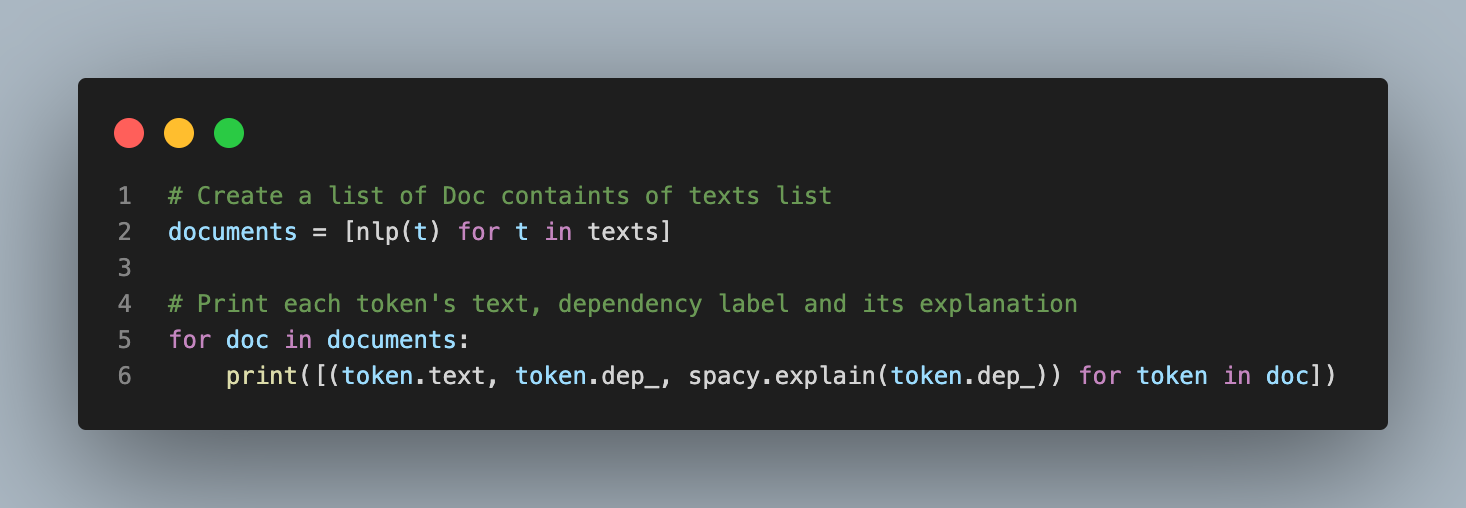 1 # Create a list of Doc containts of texts list
2 documents = [nlp(t) for t in texts]
3
4 # Print each token's text, dependency label and its explanation
5 for doc in documents:
6     print([(token.text, token.dep_, spacy.explain(token.dep_)) for token in doc])